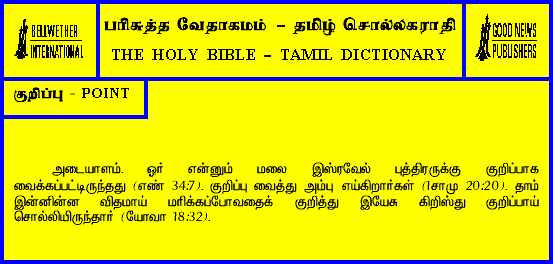 BELLWETHER
INTERNATIONAL
பரிசுத்த வேதாகமம் – தமிழ் சொல்லகராதி
THE HOLY BIBLE – TAMIL DICTIONARY
GOOD NEWS
PUBLISHERS
குறிப்பு - POINT
அடையாளம். ஓர் என்னும் மலை இஸ்ரவேல் புத்திரருக்கு குறிப்பாக
வைக்கப்பட்டிருந்தது (எண் 34:7). குறிப்பு வைத்து அம்பு எய்கிறார்கள் (1சாமு 20:20). தாம்
இன்னின்ன விதமாய் மரிக்கப்போவதைக் குறித்து இயேசு கிறிஸ்து குறிப்பாய்
சொல்லியிருந்தார் (யோவா 18:32).